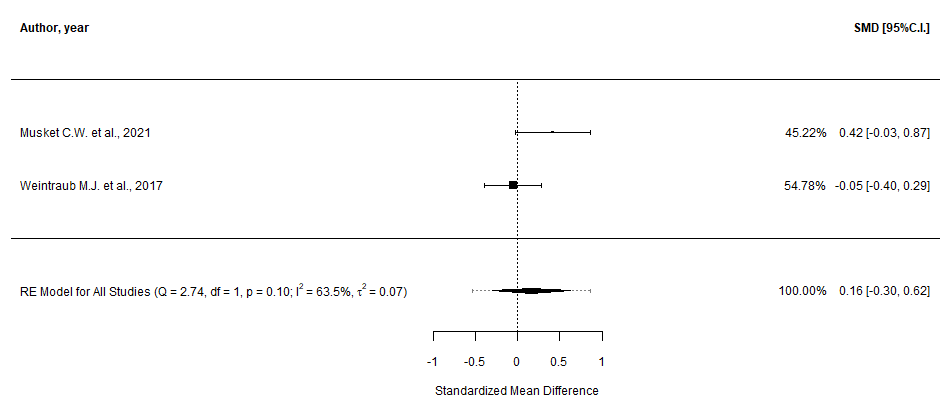 Author, year SMD [95%C.I.]
Musket C.W. et al., 2021 45.22% 0.42 [-0.03, 0.87]
Weintraub M.J. et al., 2017 54.78% -0.05 [-0.40, 0.29]
RE Model for All Studies (Q = 2.74, df = 1, p = 0.10; I² = 63.5%, τ² = 0.07) 100.00% 0.16 [-0.30, 0.62]
-1 -0.5 0 0.5 1
Standardized Mean Difference